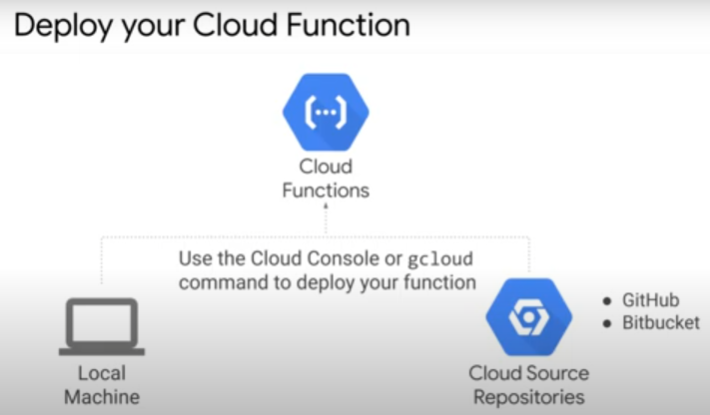 Deploy your Cloud Function
Cloud
Functions
Use the Cloud Console or gcloud
command to deploy your function
Local
Machine
Cloud Source
Repositories
• GitHub
• Bitbucket